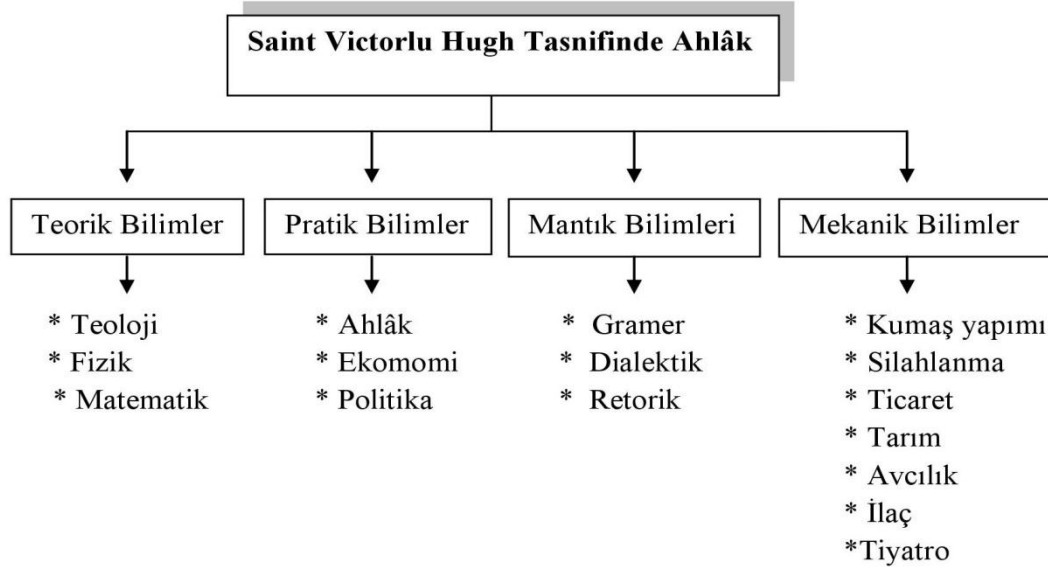 Saint Victorlu Hugh Tasnifinde Ahlâk
Teorik Bilimler
* Teoloji
* Fizik
* Matematik
Pratik Bilimler
* Ahlâk
* Ekomomi
* Politika
Mantık Bilimleri
* Gramer
* Dialektik
* Retorik
Mekanik Bilimler
* Kumaş yapımı
* Silahlanma
* Ticaret
* Tarım
* Avcılık
* İlaç
*Tiyatro